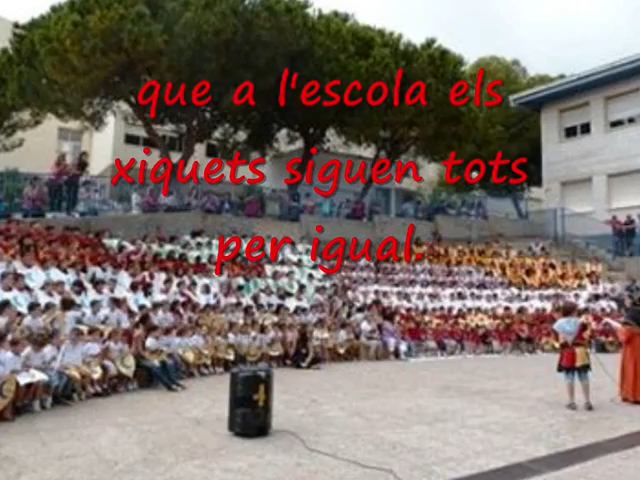 que a l'escola els
xiquets siguen tots
per igual.